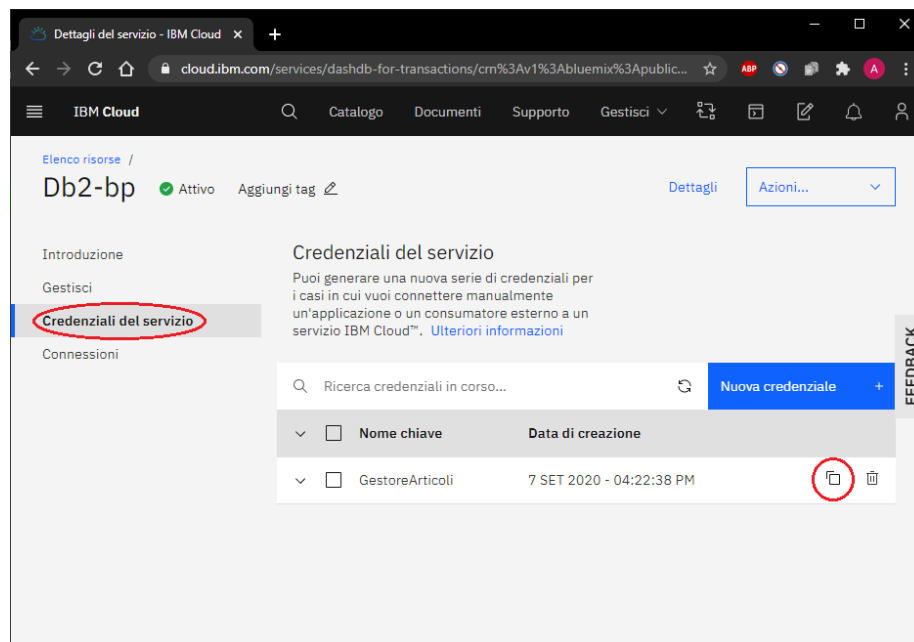 Dettagli del servizio - IBM Cloud
cloud.ibm.com/services/dashdb-for-transactions/crn%3Av1%3Abluemix%3Apublic...
ABP
A
IBM Cloud
Catalogo
Documenti
Supporto
Gestisci
Elenco risorse /
Db2-bp
Attivo
Aggiungi tag
Dettagli
Azioni...
Introduzione
Gestisci
Credenziali del servizio
Connessioni
Credenziali del servizio
Puoi generare una nuova serie di credenziali per
i casi in cui vuoi connettere manualmente
un'applicazione o un consumatore esterno a un
servizio IBM Cloud™. Ulteriori informazioni
Ricerca credenziali in corso...
Nuova credenziale +
Nome chiave
Data di creazione
GestoreArticoli
7 SET 2020 - 04:22:38 PM
FEEDBACK